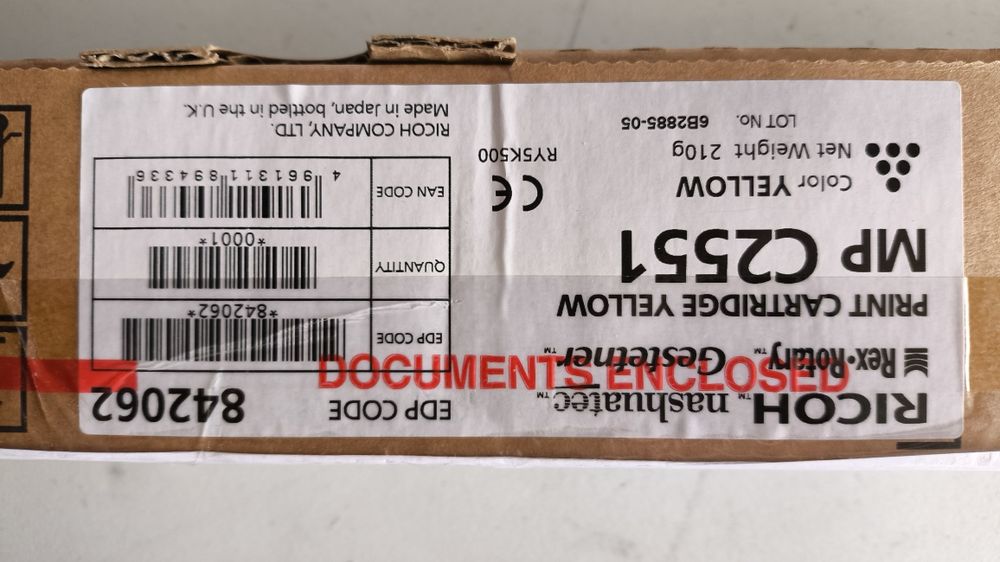 RICOH nashuatec™
Rex•Rotary™ Gestetner™
PRINT CARTRIDGE YELLOW
MP C2551
Color YELLOW
Net Weight 210g
LOT No. 6B2885-05
RY5K500
CE
EDP CODE 842062
EDP CODE *842062*
QUANTITY *0001*
EAN CODE 4 961311 894336
RICOH COMPANY, LTD.
Made in Japan, bottled in the U.K.
DOCUMENTS ENCLOSED